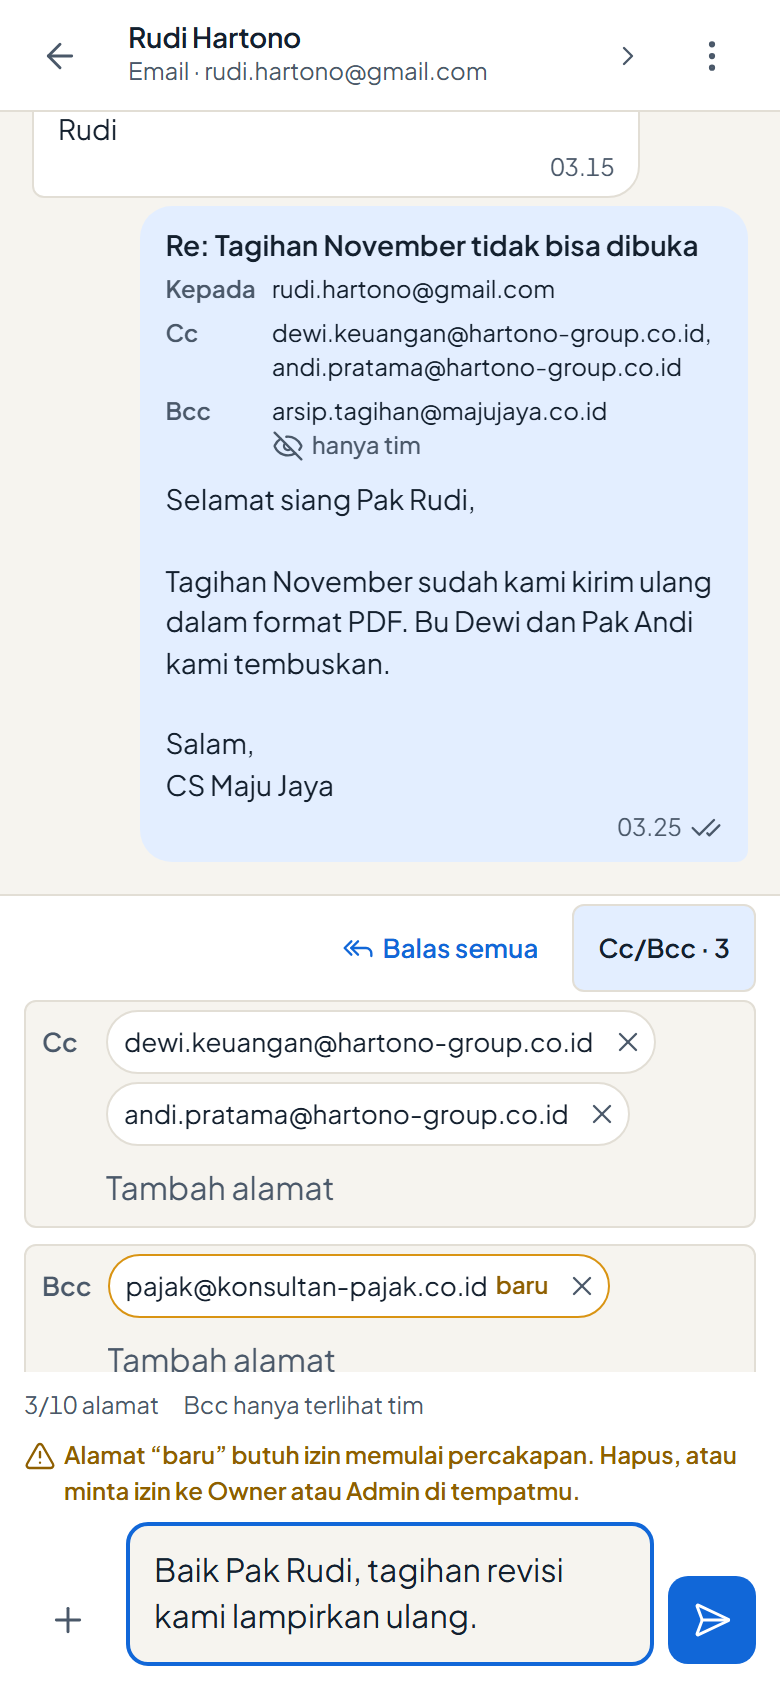 Rudi Hartono
Email · rudi.hartono@gmail.com
Rudi
03.15
Re: Tagihan November tidak bisa dibuka
Kepada rudi.hartono@gmail.com
Cc dewi.keuangan@hartono-group.co.id,
andi.pratama@hartono-group.co.id
Bcc arsip.tagihan@majujaya.co.id
hanya tim
Selamat siang Pak Rudi,
Tagihan November sudah kami kirim ulang
dalam format PDF. Bu Dewi dan Pak Andi
kami tembuskan.
Salam,
CS Maju Jaya
03.25
Balas semua Cc/Bcc · 3
Cc dewi.keuangan@hartono-group.co.id
andi.pratama@hartono-group.co.id
Tambah alamat
Bcc pajak@konsultan-pajak.co.id baru
Tambah alamat
3/10 alamat Bcc hanya terlihat tim
Alamat “baru” butuh izin memulai percakapan. Hapus, atau
minta izin ke Owner atau Admin di tempatmu.
Baik Pak Rudi, tagihan revisi
kami lampirkan ulang.